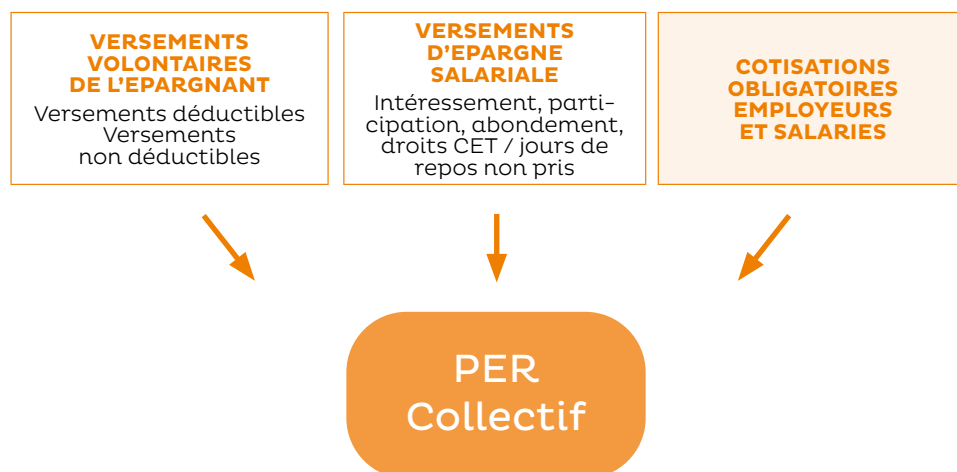 VERSEMENTS
VOLONTAIRES
DE L'EPARGNANT
Versements déductibles
Versements
non déductibles
VERSEMENTS
D'EPARGNE
SALARIALE
Intéressement, parti-
cipation, abondement,
droits CET / jours de
repos non pris
COTISATIONS
OBLIGATOIRES
EMPLOYEURS
ET SALARIES
PER
Collectif